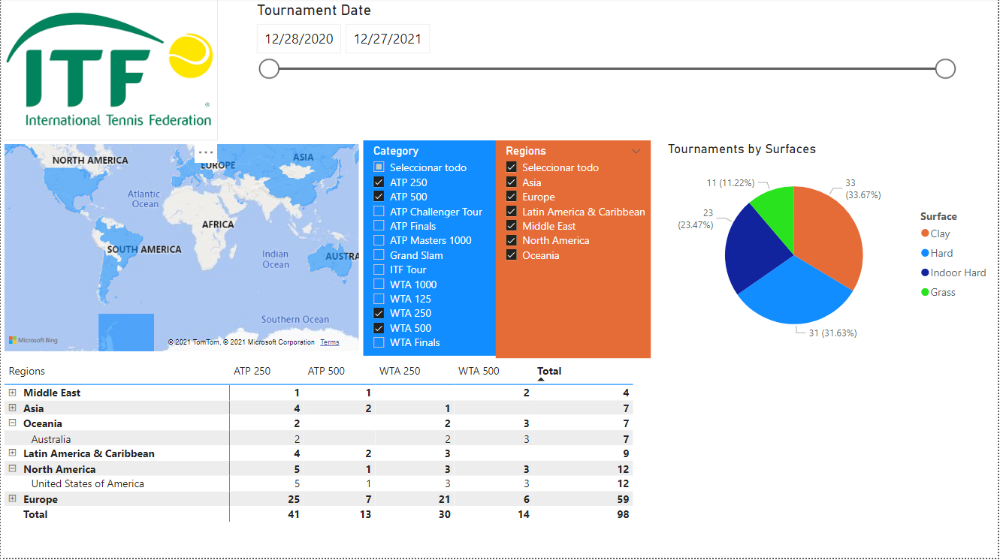 Tournament Date
12/28/2020 12/27/2021
ITF
®
International Tennis Federation
NORTH AMERICA
EUROPE
ASIA
Atlantic
Ocean
AFRICA
SOUTH AMERICA
Indian
Ocean
AUSTRA
Southern Ocean
Microsoft Bing
© 2021 TomTom, © 2021 Microsoft Corporation Terms
Category
Seleccionar todo
ATP 250
ATP 500
ATP Challenger Tour
ATP Finals
ATP Masters 1000
Grand Slam
ITF Tour
WTA 1000
WTA 125
WTA 250
WTA 500
WTA Finals
Regions
Seleccionar todo
Asia
Europe
Latin America & Caribbean
Middle East
North America
Oceania
Tournaments by Surfaces
11 (11.22%)
33
(33.67%)
23
(23.47%)
31 (31.63%)
Surface
Clay
Hard
Indoor Hard
Grass
Regions ATP 250 ATP 500 WTA 250 WTA 500 Total
Middle East 1 1 2 4
Asia 4 2 1 7
Oceania 2 2 3 7
Australia 2 2 3 7
Latin America & Caribbean 4 2 3 9
North America 5 1 3 3 12
United States of America 5 1 3 3 12
Europe 25 7 21 6 59
Total 41 13 30 14 98